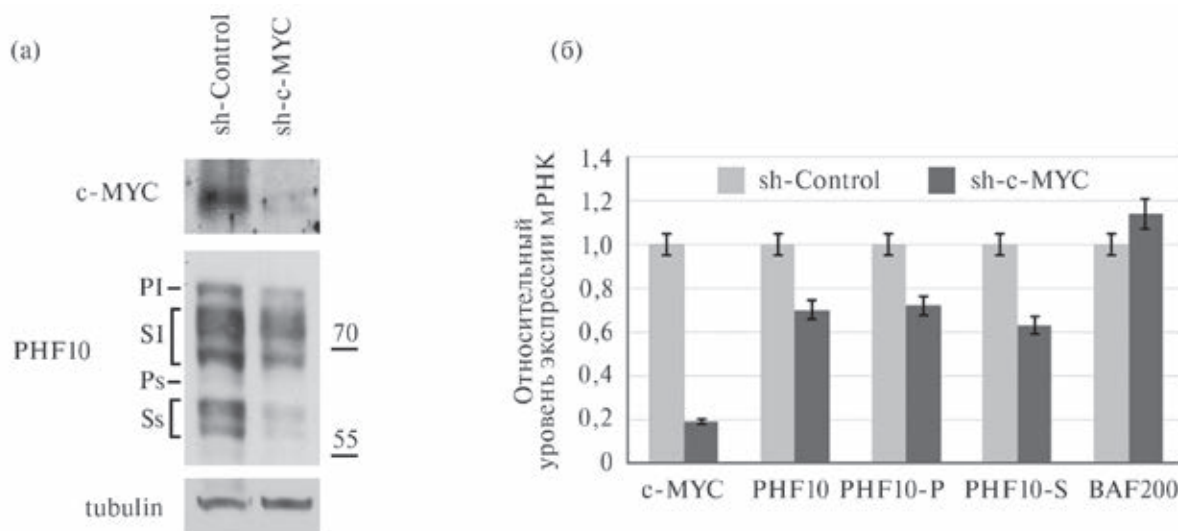 (а)
sh-Control
sh-c-MYC
c-MYC
PHF10
Pl
Sl
Ps
Ss
70
55
tubulin
(б)
Относительный
уровень экспрессии мРНК
1,4
1,2
1,0
0,8
0,6
0,4
0,2
0
sh-Control
sh-c-MYC
c-MYC PHF10 PHF10-P PHF10-S BAF200